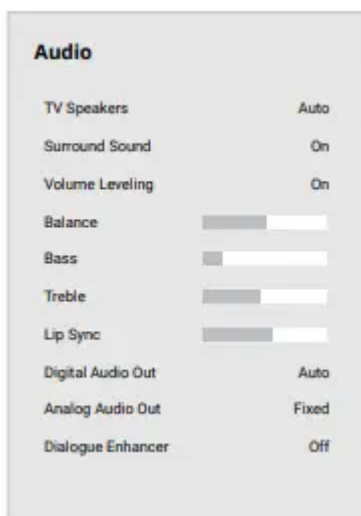 Audio
TV Speakers Auto
Surround Sound On
Volume Leveling On
Balance
Bass
Treble
Lip Sync
Digital Audio Out Auto
Analog Audio Out Fixed
Dialogue Enhancer Off